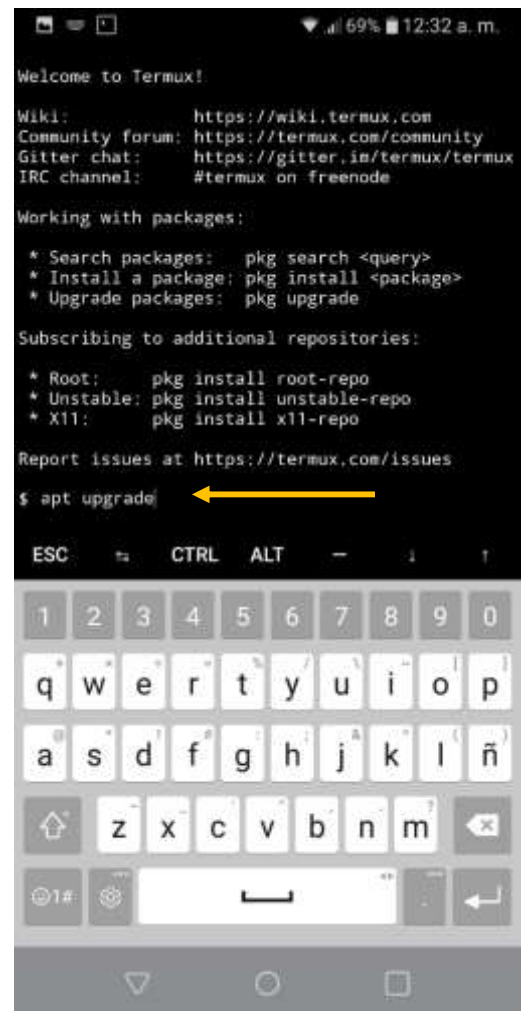 69% 12:32 a. m.
Welcome to Termux!
Wiki: https://wiki.termux.com
Community forum: https://termux.com/community
Gitter chat: https://gitter.im/termux/termux
IRC channel: #termux on freenode
Working with packages:
* Search packages: pkg search <query>
* Install a package: pkg install <package>
* Upgrade packages: pkg upgrade
Subscribing to additional repositories:
* Root: pkg install root-repo
* Unstable: pkg install unstable-repo
* X11: pkg install x11-repo
Report issues at https://termux.com/issues
$ apt upgrade
ESC CTRL ALT — ↓ ↑
1 2 3 4 5 6 7 8 9 0
q w e r t y u i o p
a s d f g h j k l ñ
z x c v b n m
1# .